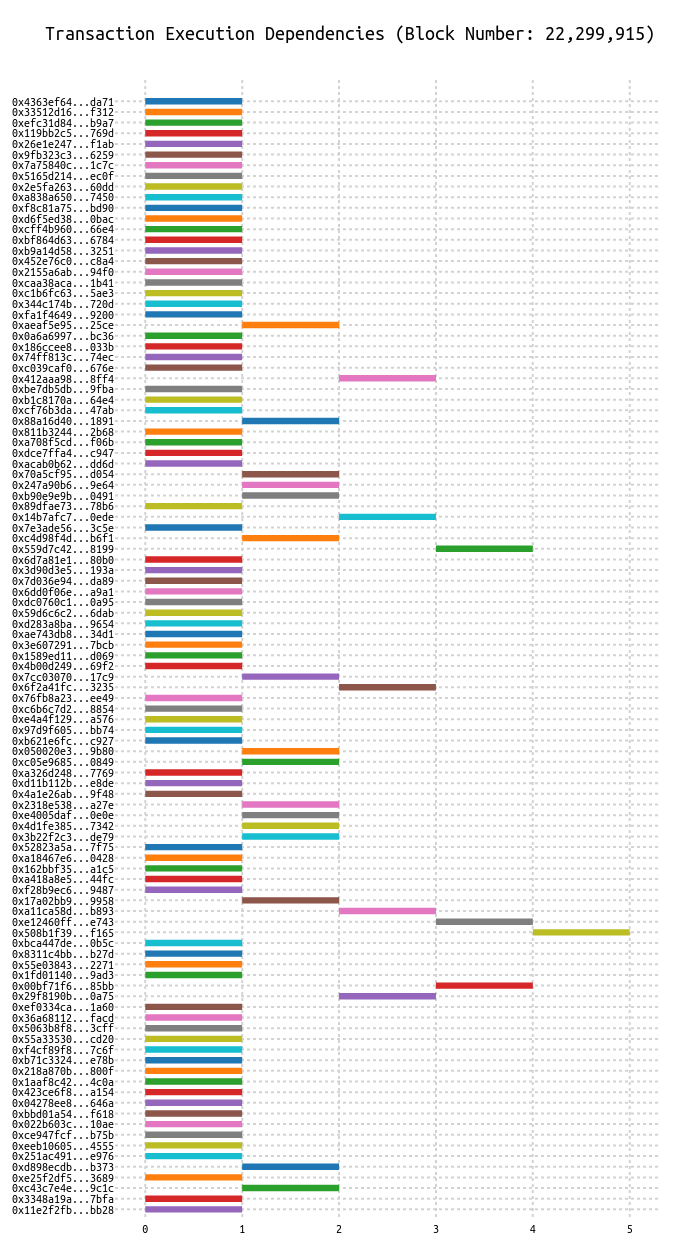 Transaction Execution Dependencies (Block Number: 22,299,915)
0x4363ef64...da71
0x33512d16...f312
0xefc31d84...b9a7
0x119bb2c5...769d
0x26e1e247...f1ab
0x9fb323c3...6259
0x7a75840c...1c7c
0x5165d214...ec0f
0x2e5fa263...60dd
0xa838a650...7450
0xf8c81a75...bd90
0xd6f5ed38...0bac
0xcff4b960...66e4
0xbf864d63...6784
0xb9a14d58...3251
0x452e76c0...c8a4
0x2155a6ab...94f0
0xcaa38aca...1b41
0xc1b6fc63...5ae3
0x344c174b...720d
0xfa1f4649...9200
0xaeaf5e95...25ce
0x0a6a6997...bc36
0x186ccee8...033b
0x74ff813c...74ec
0xc039caf0...676e
0x412aaa98...8ff4
0xbe7db5db...9fba
0xb1c8170a...64e4
0xcf76b3da...47ab
0x88a16d40...1891
0x811b3244...2b68
0xa708f5cd...f06b
0xdce7ffa4...c947
0xacab0b62...dd6d
0x70a5cf95...d054
0x247a90b6...9e64
0xb90e9e9b...0491
0x89dfae73...78b6
0x14b7afc7...0ede
0x7e3ade56...3c5e
0xc4d98f4d...b6f1
0x559d7c42...8199
0x6d7a81e1...80b0
0x3d90d3e5...193a
0x7d036e94...da89
0x6dd0f06e...a9a1
0xdc0760c1...0a95
0x59d6c6c2...6dab
0xd283a8ba...9654
0xae743db8...34d1
0x3e607291...7bcb
0x1589ed11...d069
0x4b00d249...69f2
0x7cc03070...17c9
0x6f2a41fc...3235
0x76fb8a23...ee49
0xc6b6c7d2...8854
0xe4a4f129...a576
0x97d9f605...bb74
0xb621e6fc...c927
0x050020e3...9b80
0xc05e9685...0849
0xa326d248...7769
0xd11b112b...e8de
0x4a1e26ab...9f48
0x2318e538...a27e
0xe4005daf...0e0e
0x4d1fe385...7342
0x3b22f2c3...de79
0x52823a5a...7f75
0xa18467e6...0428
0x162bbf35...a1c5
0xa418a8e5...44fc
0xf28b9ec6...9487
0x17a02bb9...9958
0xa11ca58d...b893
0xe12460ff...e743
0x508b1f39...f165
0xbca447de...0b5c
0x8311c4bb...b27d
0x55e03843...2271
0x1fd01140...9ad3
0x00bf71f6...85bb
0x29f8190b...0a75
0xef0334ca...1a60
0x36a68112...facd
0x5063b8f8...3cff
0x55a33530...cd20
0xf4cf89f8...7c6f
0xb71c3324...e78b
0x218a870b...800f
0x1aaf8c42...4c0a
0x423ce6f8...a154
0x04278ee8...646a
0xbbd01a54...f618
0x022b603c...10ae
0xce947fcf...b75b
0xeeb10605...4555
0x251ac491...e976
0xd898ecdb...b373
0xe25f2df5...3689
0xc43c7e4e...9c1c
0x3348a19a...7bfa
0x11e2f2fb...bb28
0 1 2 3 4 5